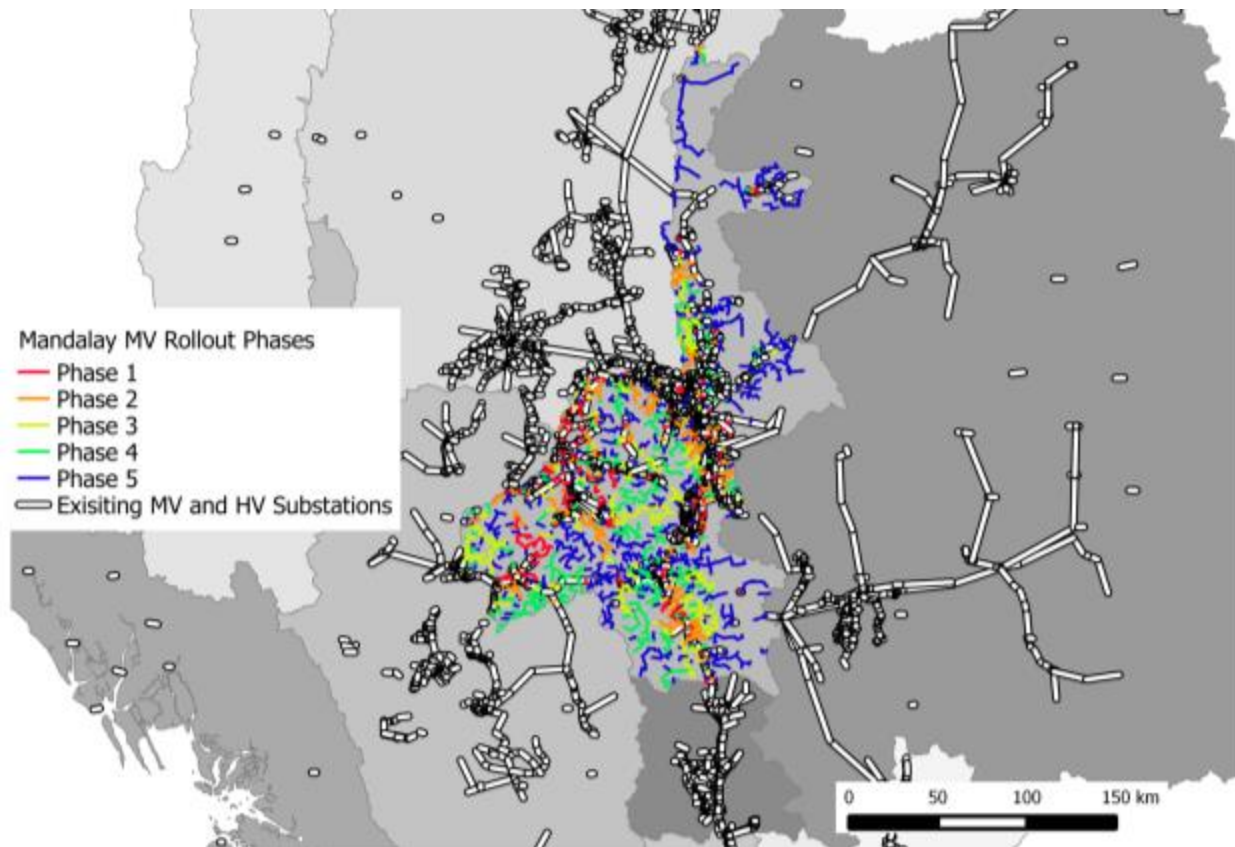 Mandalay MV Rollout Phases
Phase 1
Phase 2
Phase 3
Phase 4
Phase 5
Exisiting MV and HV Substations
0 50 100 150 km